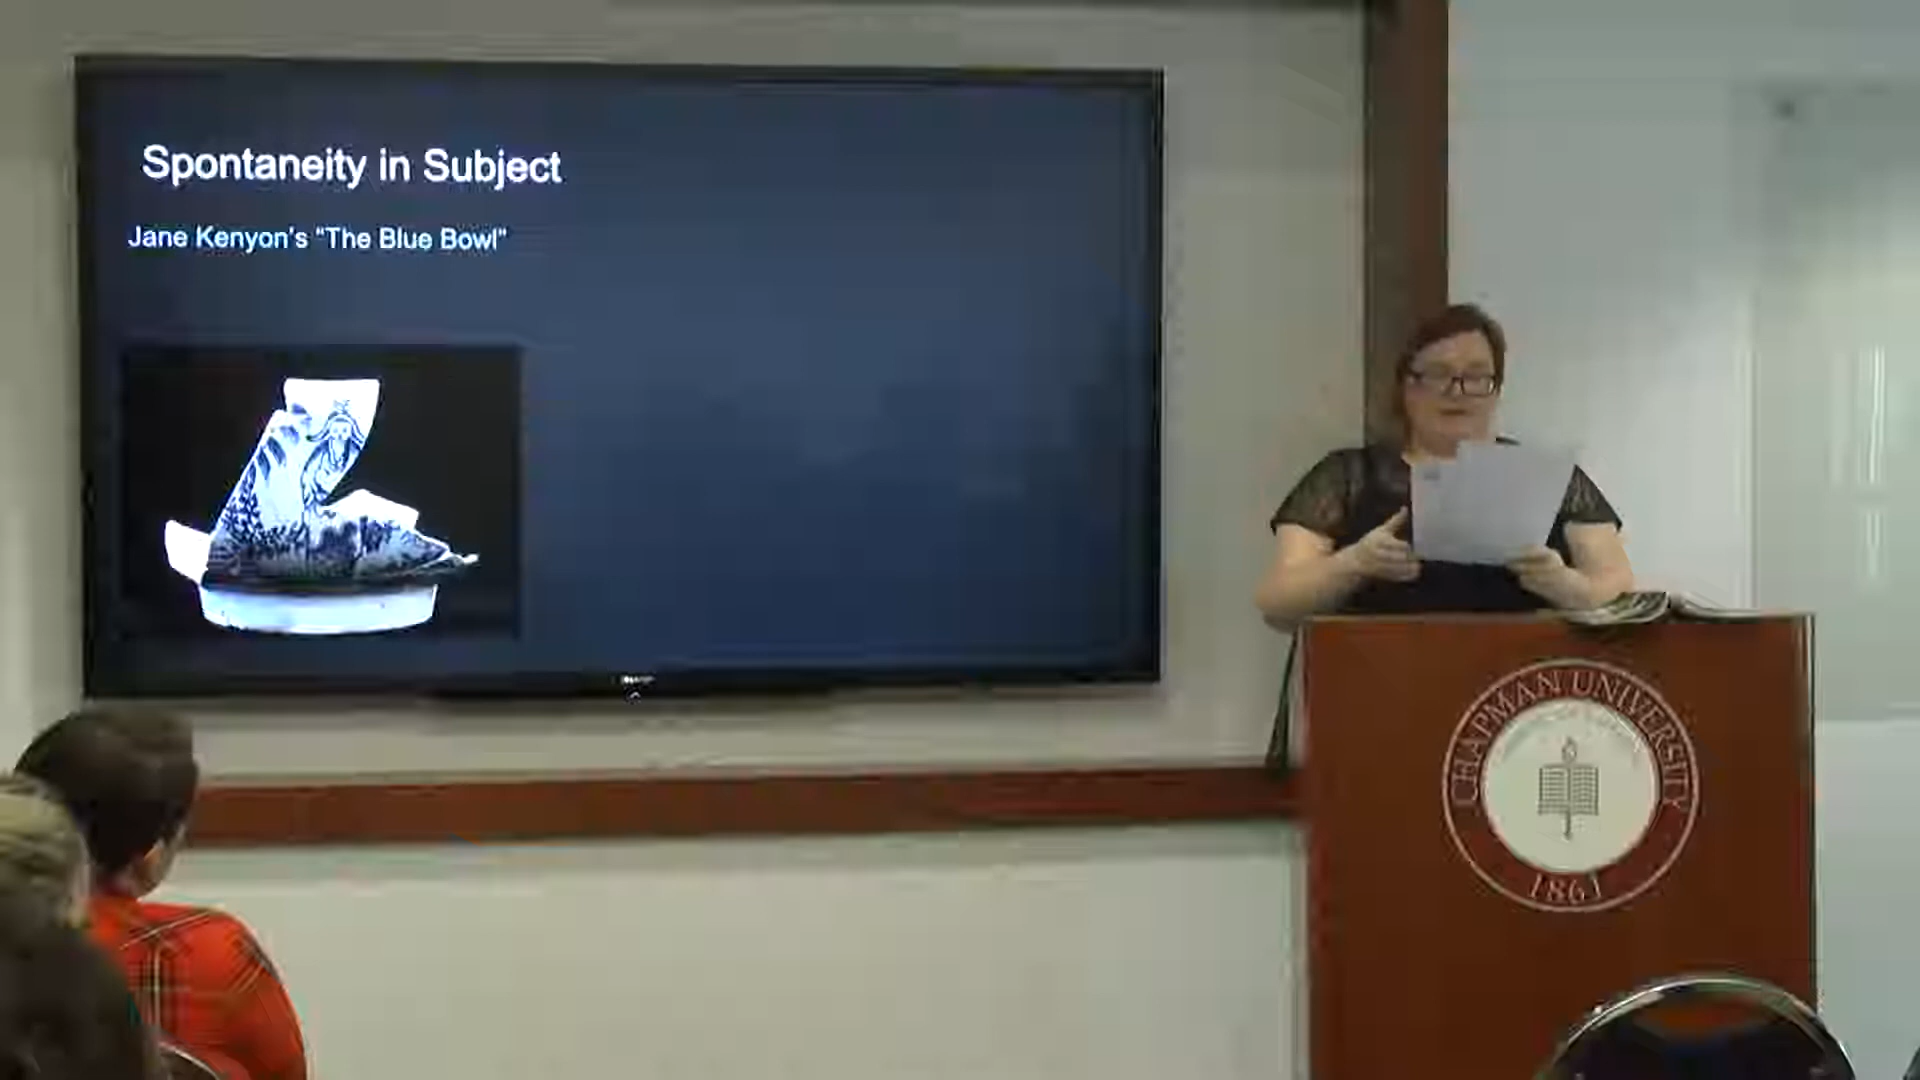 Spontaneity in Subject
Jane Kenyon's "The Blue Bowl"
CHAPMAN UNIVERSITY
1861